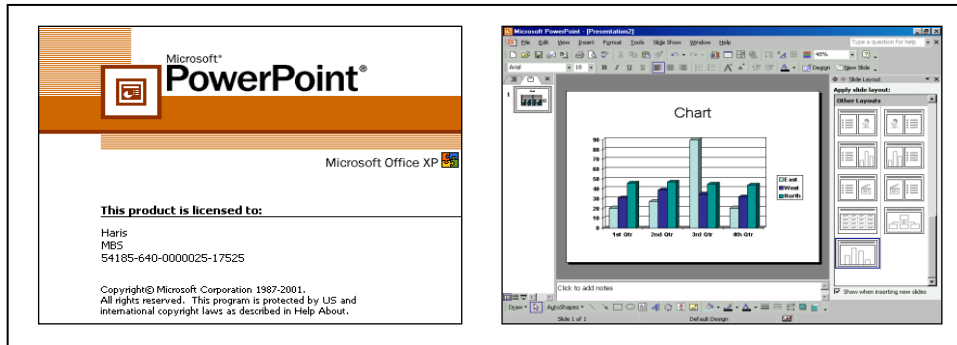 Microsoft®
PowerPoint®
Microsoft Office XP
This product is licensed to:
Haris
MBS
54185-640-0000025-17525
Copyright© Microsoft Corporation 1987-2001.
All rights reserved. This program is protected by US and
international copyright laws as described in Help About.
Microsoft PowerPoint - [Presentation2]
File Edit View Insert Format Tools Slide Show Window Help
Type a question for help
40%
Arial 18 B I U S
Design New Slide
Slide Layout
Apply slide layout:
Other Layouts
1
Chart
90
80
70
60
50
40
30
20
10
0
1st Qtr 2nd Qtr 3rd Qtr 4th Qtr
East
West
North
Click to add notes
Show when inserting new slides
Draw AutoShapes
Slide 1 of 1 Default Design